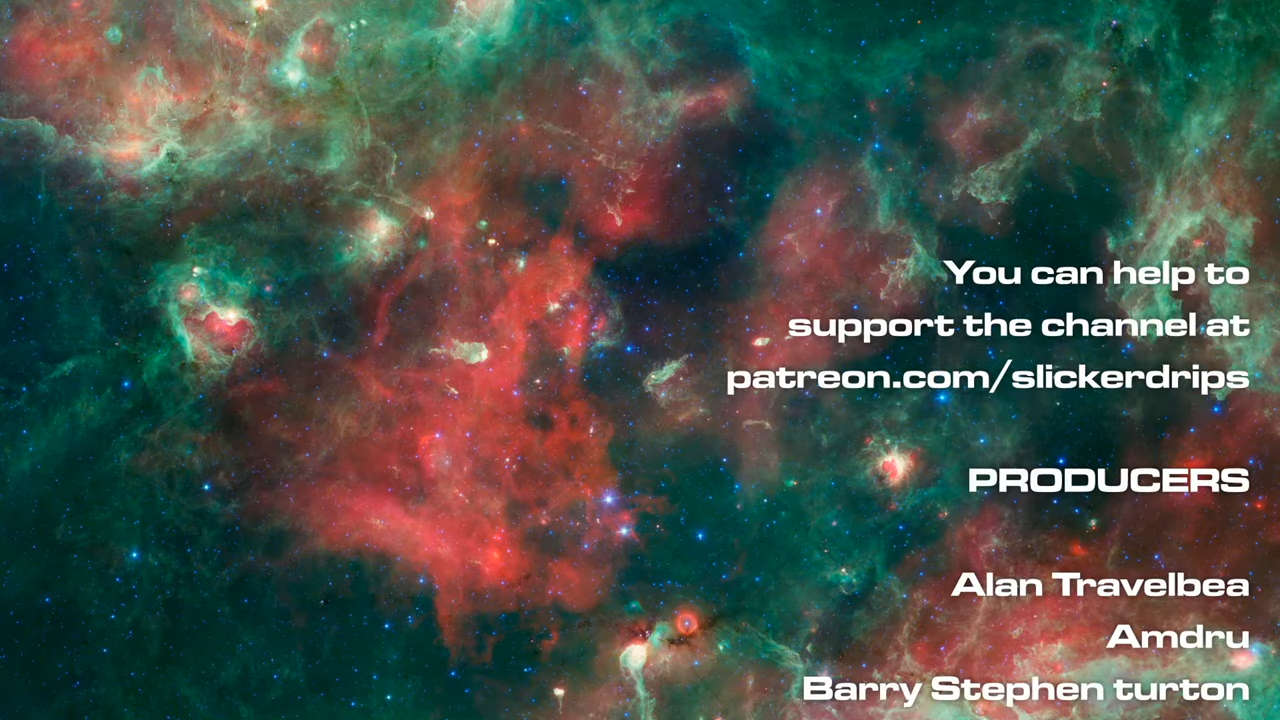 You can help to
support the channel at
patreon.com/slickerdrips
PRODUCERS
Alan Travelbea
Amdru
Barry Stephen turton